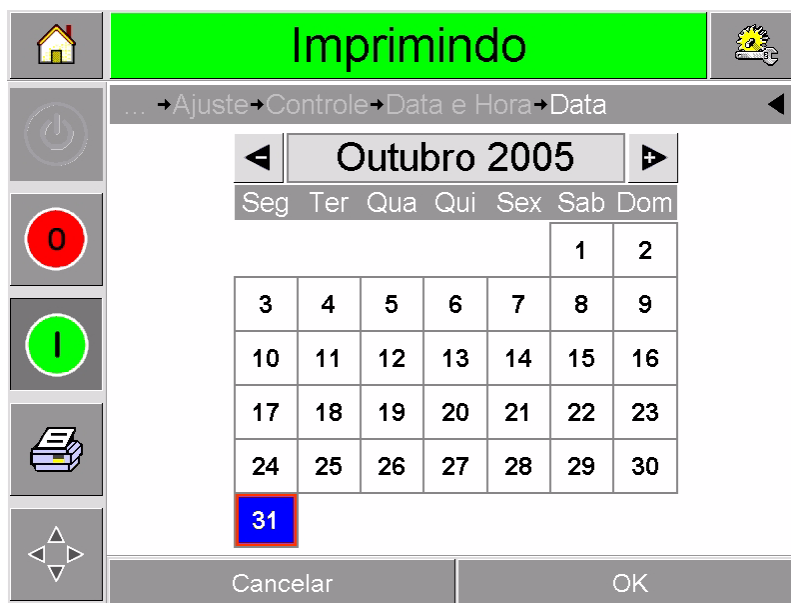 Imprimindo
... →Ajuste→Controle→Data e Hora→Data
Outubro 2005
Seg Ter Qua Qui Sex Sab Dom
1 2
0
3 4 5 6 7 8 9
I
10 11 12 13 14 15 16
17 18 19 20 21 22 23
24 25 26 27 28 29 30
31
Cancelar OK